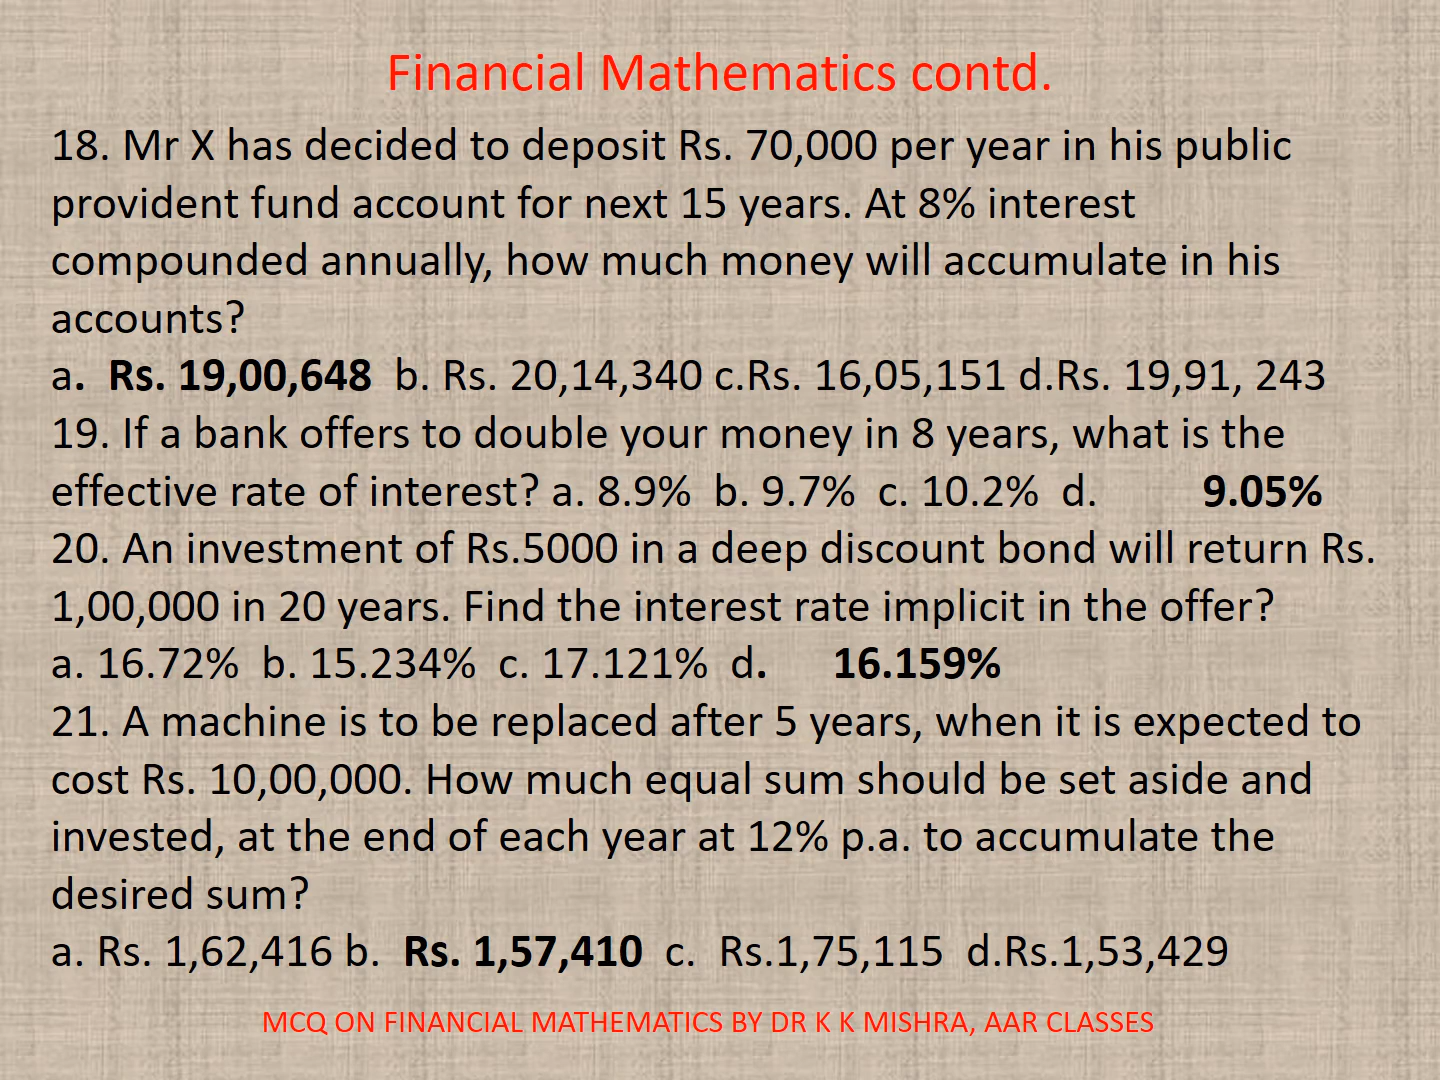 Financial Mathematics contd.
18. Mr X has decided to deposit Rs. 70,000 per year in his public
provident fund account for next 15 years. At 8% interest
compounded annually, how much money will accumulate in his
accounts?
a. Rs. 19,00,648 b. Rs. 20,14,340 c.Rs. 16,05,151 d.Rs. 19,91, 243
19. If a bank offers to double your money in 8 years, what is the
effective rate of interest? a. 8.9% b. 9.7% c. 10.2% d. 9.05%
20. An investment of Rs.5000 in a deep discount bond will return Rs.
1,00,000 in 20 years. Find the interest rate implicit in the offer?
a. 16.72% b. 15.234% c. 17.121% d. 16.159%
21. A machine is to be replaced after 5 years, when it is expected to
cost Rs. 10,00,000. How much equal sum should be set aside and
invested, at the end of each year at 12% p.a. to accumulate the
desired sum?
a. Rs. 1,62,416 b. Rs. 1,57,410 c. Rs.1,75,115 d.Rs.1,53,429
MCQ ON FINANCIAL MATHEMATICS BY DR K K MISHRA, AAR CLASSES